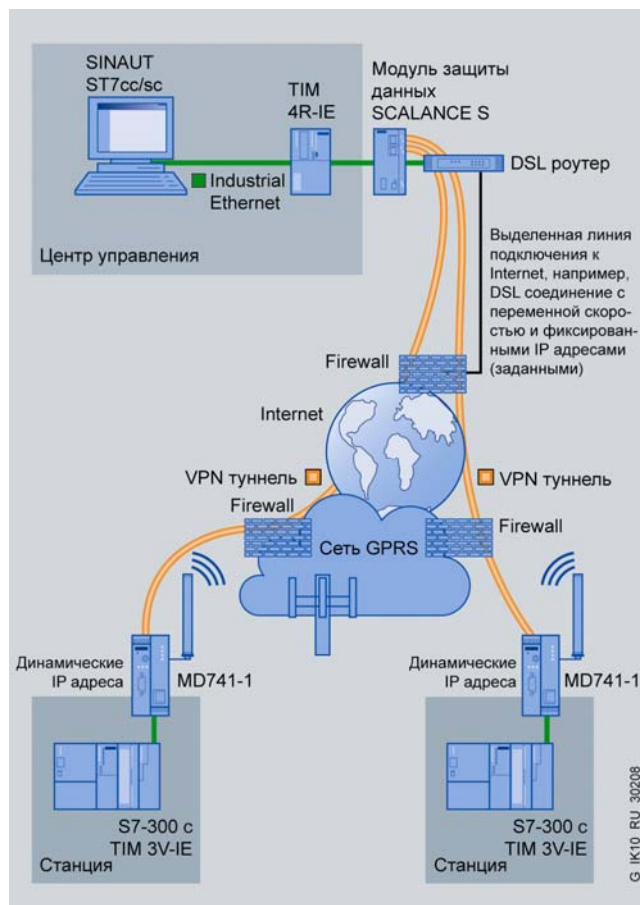 SINAUT
ST7cc/sc
TIM
4R-IE
Модуль защиты
данных
SCALANCE S
DSL роутер
Industrial
Ethernet
Центр управления
Выделенная линия
подключения к
Internet, например,
DSL соединение с
переменной скоро-
стью и фиксирован-
ными IP адресами
(заданными)
Firewall
Internet
VPN туннель
VPN туннель
Firewall
Firewall
Сеть GPRS
Динамические
IP адреса
MD741-1
Динамические
IP адреса
MD741-1
S7-300 с
TIM 3V-IE
Станция
S7-300 с
TIM 3V-IE
Станция
G_IK10_RU_30208